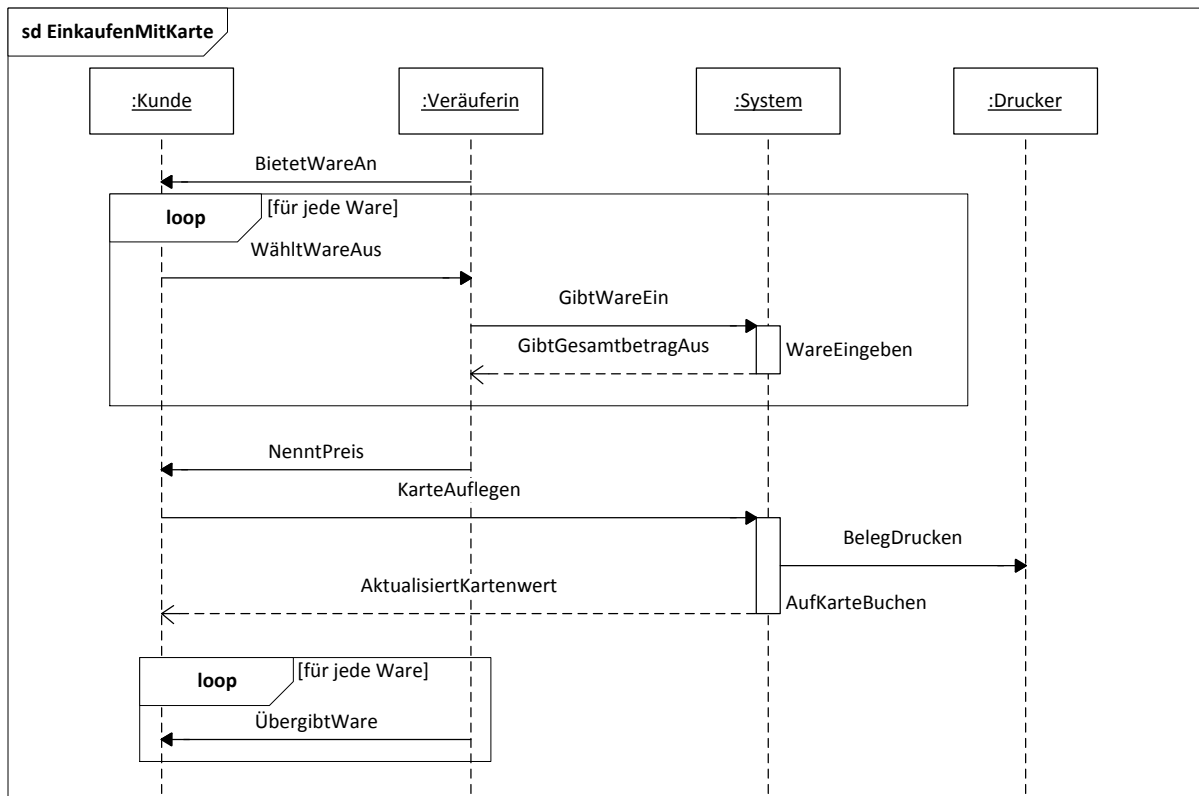 sd EinkaufenMitKarte
:Kunde
:Veräuferin
:System
:Drucker
BietetWareAn
loop
[für jede Ware]
WähltWareAus
GibtWareEin
GibtGesamtbetragAus
WareEingeben
NenntPreis
KarteAuflegen
BelegDrucken
AktualisiertKartenwert
AufKarteBuchen
loop
[für jede Ware]
ÜbergibtWare